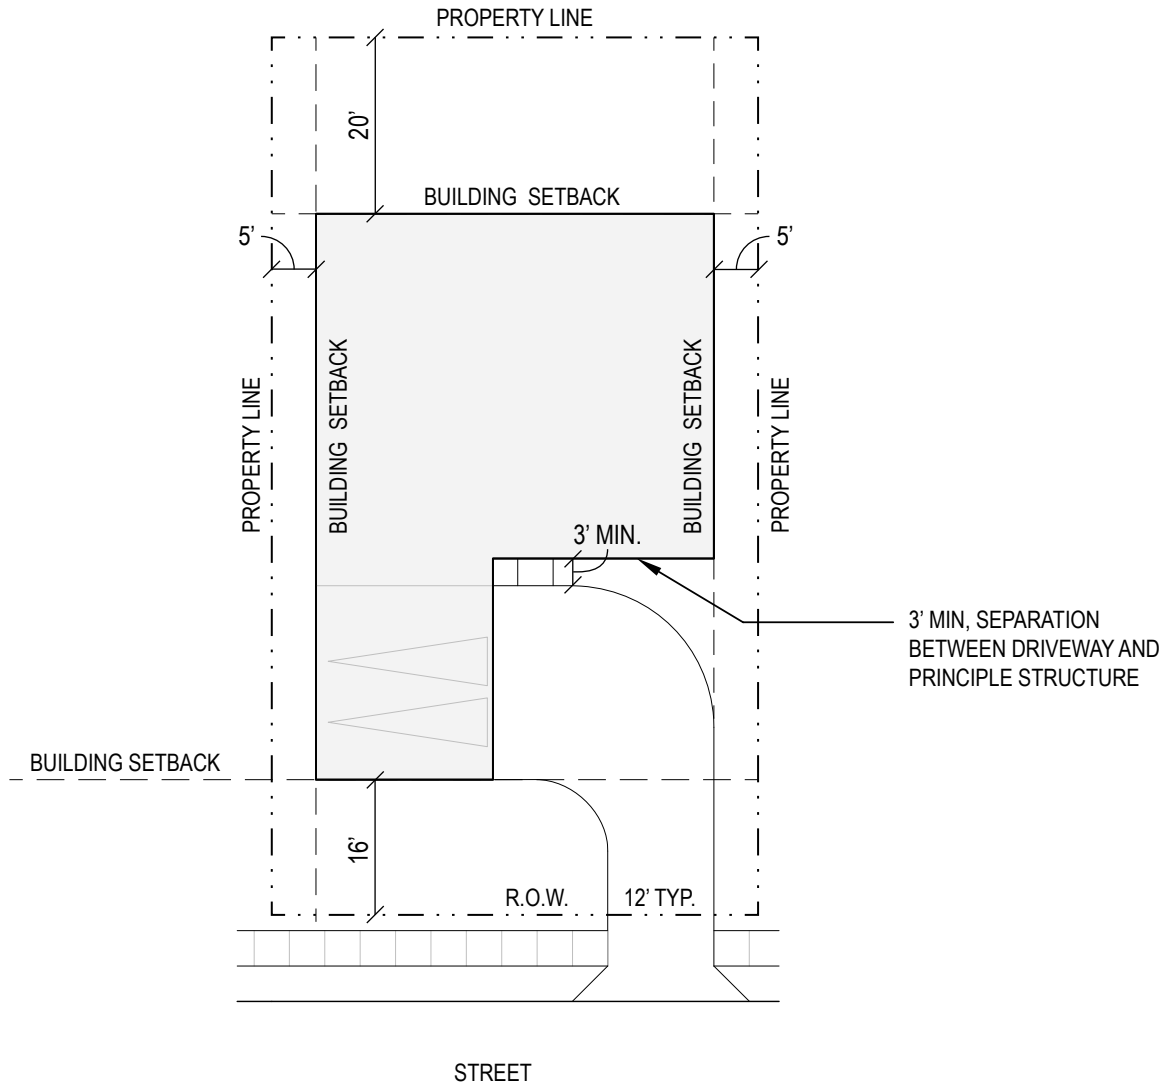 PROPERTY LINE
20’
BUILDING SETBACK
5’
5’
PROPERTY LINE
BUILDING SETBACK
BUILDING SETBACK
PROPERTY LINE
3’ MIN.
3’ MIN, SEPARATION
BETWEEN DRIVEWAY AND
PRINCIPLE STRUCTURE
BUILDING SETBACK
16’
R.O.W.
12’ TYP.
STREET